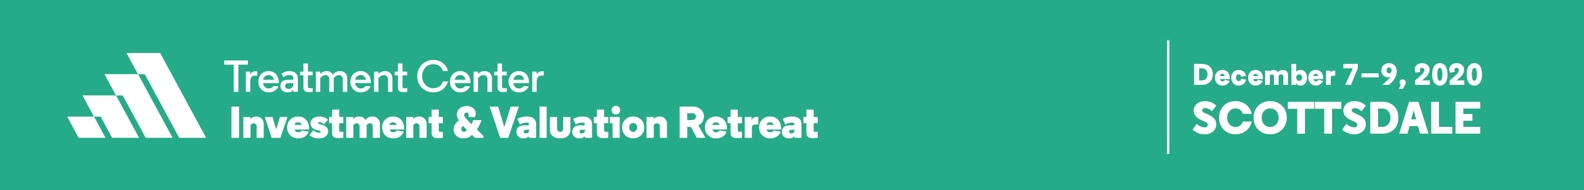 Treatment Center
Investment & Valuation Retreat
December 7–9, 2020
SCOTTSDALE